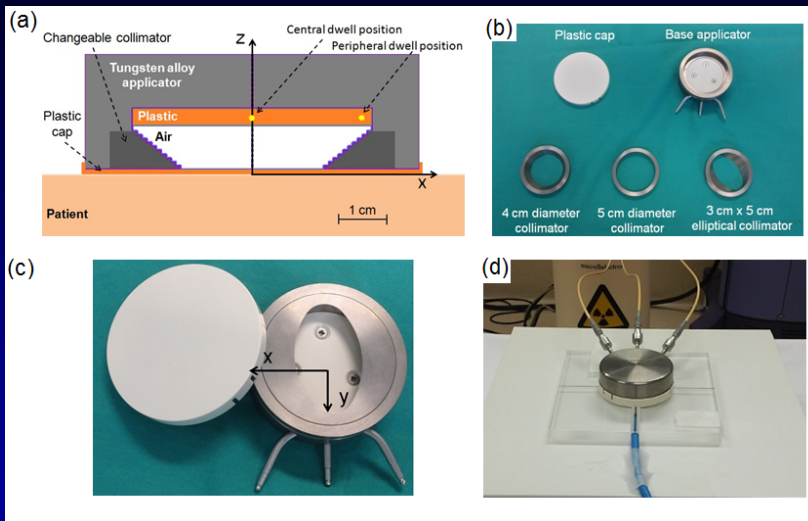 (a)
Changeable collimator
Tungsten alloy
applicator
Z
Central dwell position
Peripheral dwell position
Plastic
Plastic
cap
Air
X
Patient
1 cm
(b)
Plastic cap
Base applicator
4 cm diameter
collimator
5 cm diameter
collimator
3 cm x 5 cm
elliptical collimator
(c)
x
y
(d)